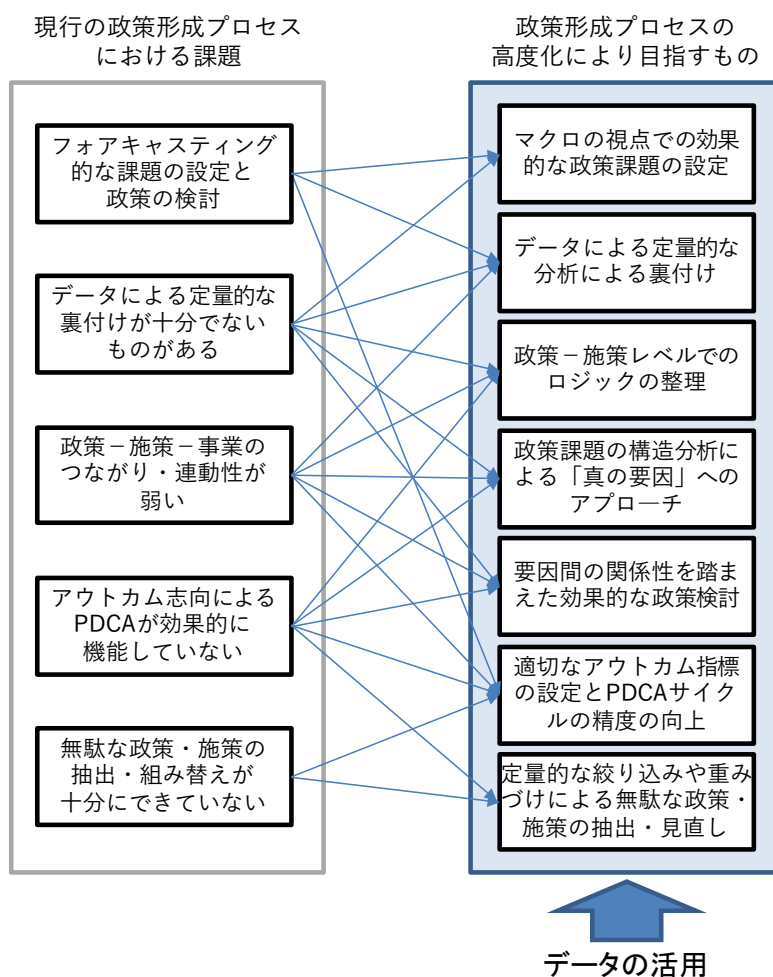 現行の政策形成プロセス
における課題
フォアキャスティング
的な課題の設定と
政策の検討
データによる定量的な
裏付けが十分でない
ものがある
政策－施策－事業の
つながり・連動性が
弱い
アウトカム志向による
PDCAが効果的に
機能していない
無駄な政策・施策の
抽出・組み替えが
十分にできていない
政策形成プロセスの
高度化により目指すもの
マクロの視点での効果
的な政策課題の設定
データによる定量的な
分析による裏付け
政策－施策レベルでの
ロジックの整理
政策課題の構造分析に
よる「真の要因」への
アプローチ
要因間の関係性を踏ま
えた効果的な政策検討
適切なアウトカム指標
の設定とPDCAサイク
ルの精度の向上
定量的な絞り込みや重み
づけによる無駄な政策・
施策の抽出・見直し
データの活用